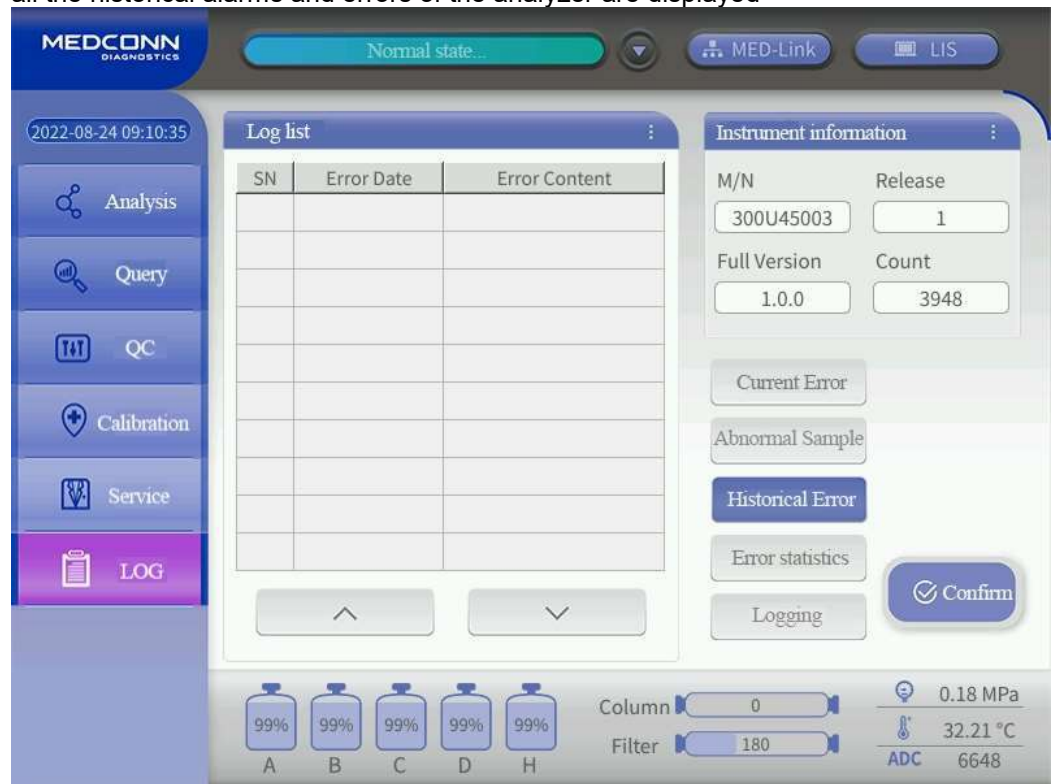 all the historical alarms and errors of the analyzer are displayed
MEDCONN
DIAGNOSTICS
Normal state...
MED-Link
LIS
2022-08-24 09:10:35
Analysis
Query
QC
Calibration
Service
LOG
Log list
SN Error Date Error Content
Instrument information
M/N Release
300U45003 1
Full Version Count
1.0.0 3948
Current Error
Abnormal Sample
Historical Error
Error statistics
Logging
Confirm
99% 99% 99% 99% 99%
A B C D H
Column 0
Filter 180
0.18 MPa
32.21 °C
ADC 6648